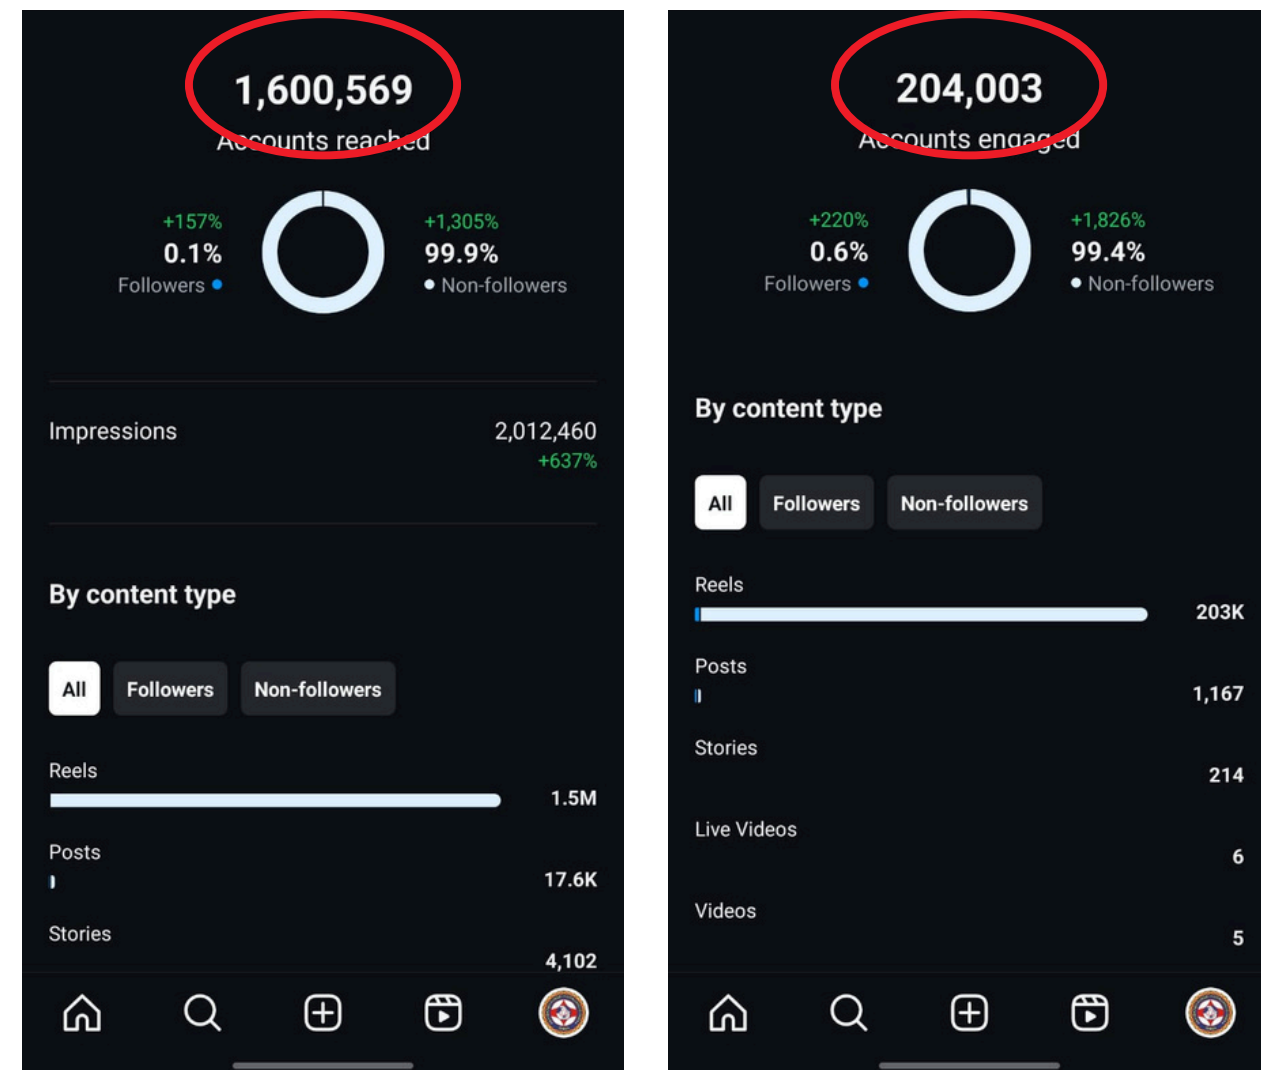 1,600,569
Accounts reached
+157%
0.1%
Followers
+1,305%
99.9%
Non-followers
Impressions
2,012,460
+637%
By content type
All
Followers
Non-followers
Reels
1.5M
Posts
17.6K
Stories
4,102
204,003
Accounts engaged
+220%
0.6%
Followers
+1,826%
99.4%
Non-followers
By content type
All
Followers
Non-followers
Reels
203K
Posts
1,167
Stories
214
Live Videos
6
Videos
5